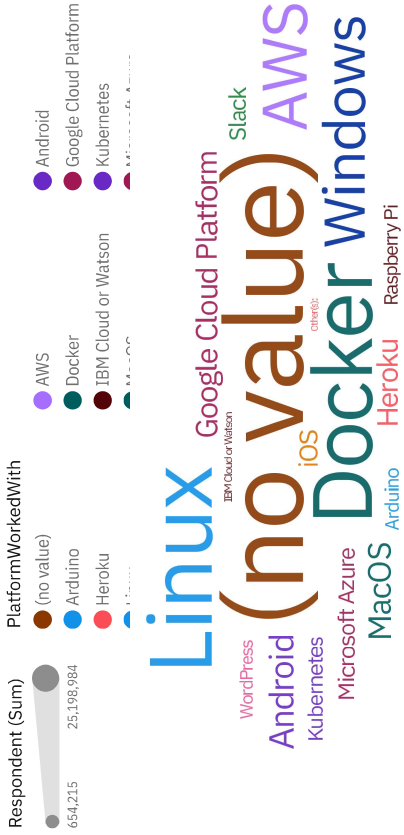 Respondent (Sum)
654,215
25,198,984
PlatformWorkedWith
(no value)
AWS
Android
Arduino
Docker
Google Cloud Platform
Heroku
IBM Cloud or Watson
Kubernetes
Linux
Slack
AWS
Google Cloud Platform
IBM Cloud or Watson
(no value)
Other(s):
Windows
WordPress
Android
Kubernetes
iOS
Docker
Microsoft Azure
MacOS
Arduino
Heroku
Raspberry Pi